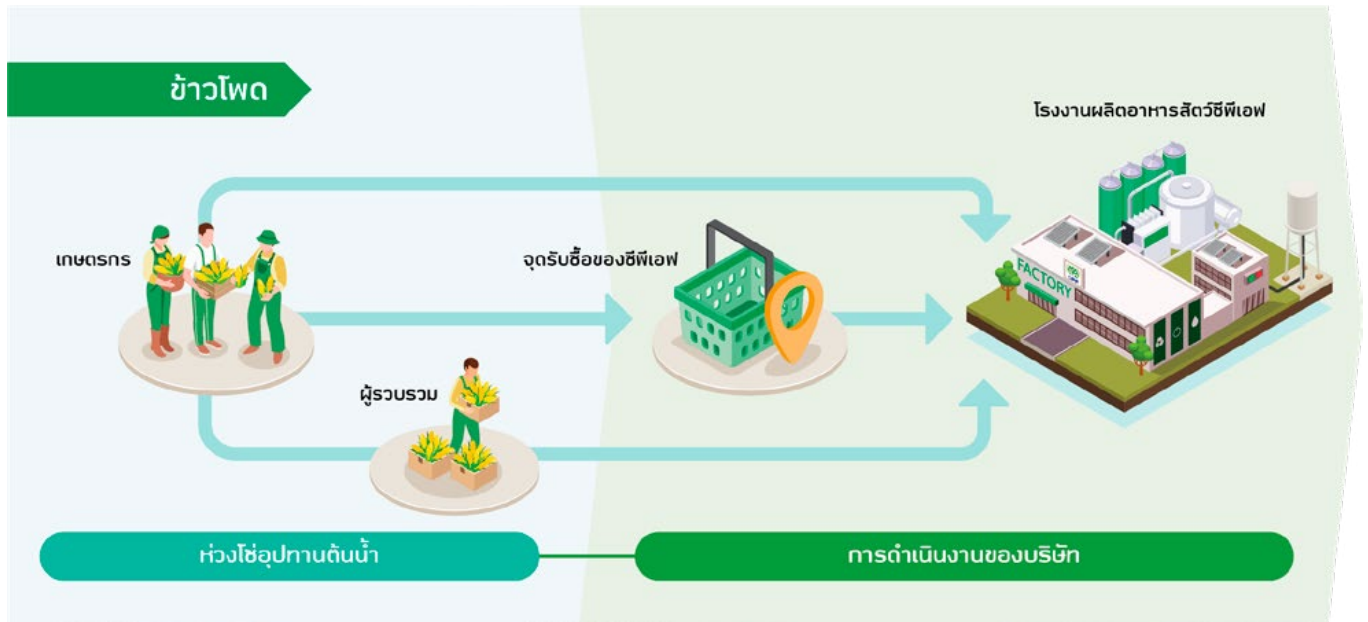 ข้าวโพด
โรงงานผลิตอาหารสัตว์ซีพีเอฟ
เกษตรกร
จุดรับซื้อของซีพีเอฟ
FACTORY
ผู้รวบรวม
ห่วงโซ่อุปทานต้นน้ำ
การดำเนินงานของบริษัท